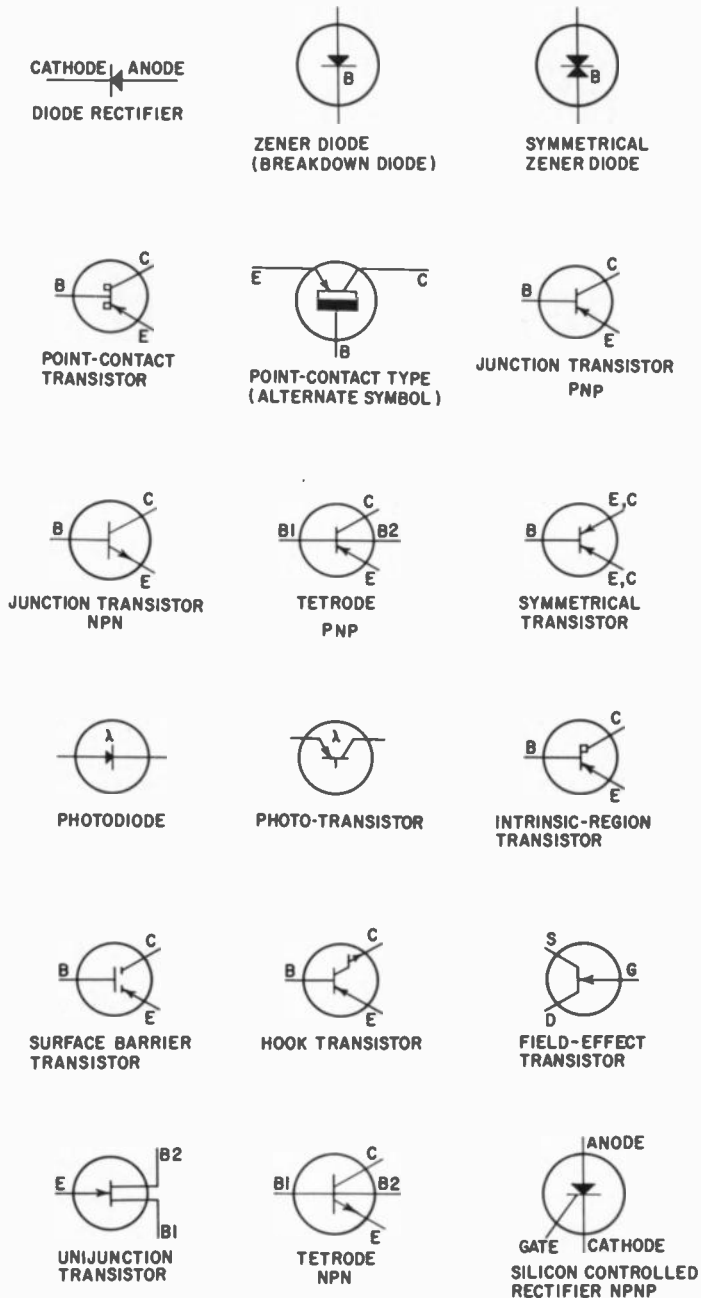 CATHODE ANODE
DIODE RECTIFIER
B
ZENER DIODE
(BREAKDOWN DIODE)
B
SYMMETRICAL
ZENER DIODE
B C
E
POINT-CONTACT
TRANSISTOR
E C
B
POINT-CONTACT TYPE
(ALTERNATE SYMBOL)
B C
E
JUNCTION TRANSISTOR
PNP
B C
E
JUNCTION TRANSISTOR
NPN
B1 C B2
E
TETRODE
PNP
E,C
B
E,C
SYMMETRICAL
TRANSISTOR
λ
PHOTODIODE
λ
PHOTO-TRANSISTOR
C
B
E
INTRINSIC-REGION
TRANSISTOR
C
B
E
SURFACE BARRIER
TRANSISTOR
C
B
E
HOOK TRANSISTOR
S
G
D
FIELD-EFFECT
TRANSISTOR
B2
E
B1
UNIJUNCTION
TRANSISTOR
C
B1 B2
E
TETRODE
NPN
ANODE
GATE CATHODE
SILICON CONTROLLED
RECTIFIER NPNP